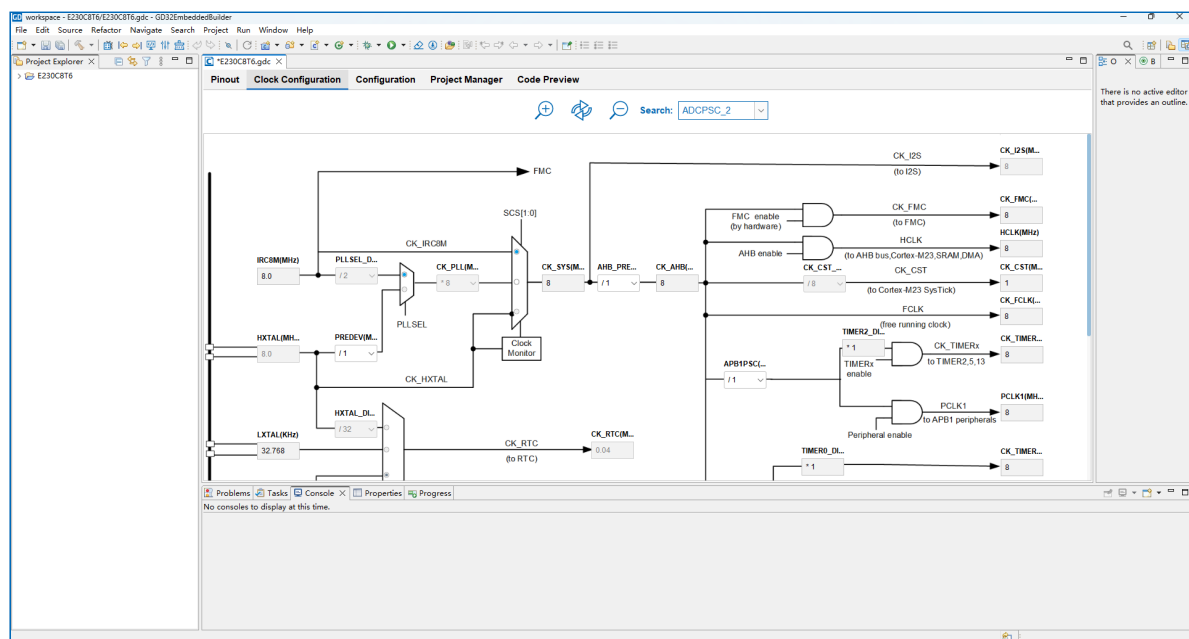 workspace - E230C8T6/E230C8T6.gdc - GD32EmbeddedBuilder
File Edit Source Refactor Navigate Search Project Run Window Help
Project Explorer
E230C8T6
*E230C8T6.gdc
Pinout Clock Configuration Configuration Project Manager Code Preview
Search: ADCPSC_2
O B
There is no active editor
that provides an outline.
FMC
CK_I2S
(to I2S)
CK_I2S(M...
8
SCS[1:0]
FMC enable
(by hardware)
CK_FMC
(to FMC)
CK_FMC(...
8
CK_IRC8M
AHB enable
HCLK
(to AHB bus,Cortex-M23,SRAM,DMA)
HCLK(MHz)
8
IRC8M(MHz)
8.0
PLLSEL_D...
/ 2
CK_PLL(M...
* 8
CK_SYS(M...
8
AHB_PRE...
/ 1
CK_AHB(...
8
CK_CST_...
/ 8
CK_CST
(to Cortex-M23 SysTick)
CK_CST(M...
1
PLLSEL
FCLK
(free running clock)
CK_FCLK(...
8
HXTAL(MH...
8.0
PREDEV(M...
/ 1
Clock
Monitor
CK_HXTAL
TIMER2_DI...
* 1
TIMERx
enable
CK_TIMERx
to TIMER2,5,13
CK_TIMER...
8
APB1PSC(...
/ 1
PCLK1
to APB1 peripherals
PCLK1(MH...
8
Peripheral enable
HXTAL_DI...
/ 32
LXTAL(KHz)
32.768
CK_RTC
(to RTC)
CK_RTC(M...
0.04
TIMER0_DI...
* 1
CK_TIMER...
8
Problems Tasks Console Properties Progress
No consoles to display at this time.